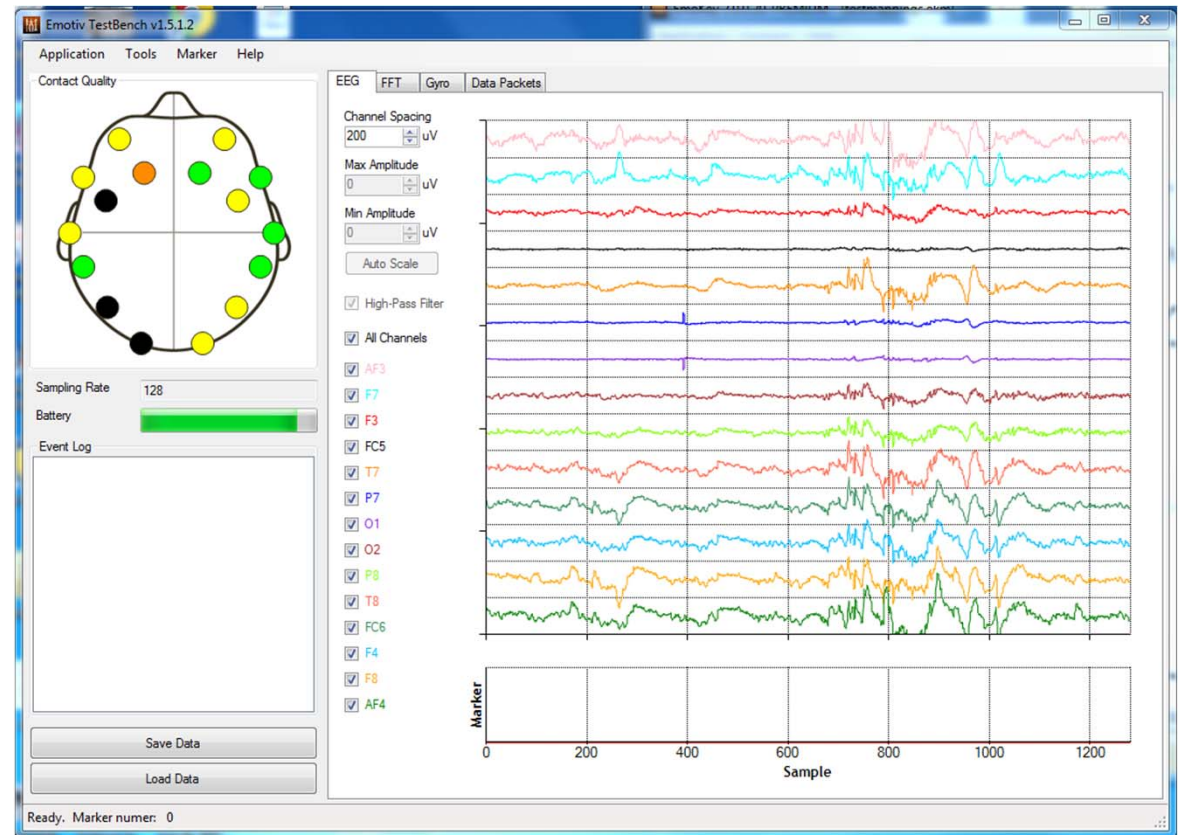 Emotiv TestBench v1.5.1.2
Application Tools Marker Help
Contact Quality
EEG FFT Gyro Data Packets
Channel Spacing
200 uV
Max Amplitude
0 uV
Min Amplitude
0 uV
Auto Scale
High-Pass Filter
All Channels
AF3
F7
F3
FC5
T7
P7
O1
O2
P8
T8
FC6
F4
F8
AF4
Sampling Rate 128
Battery
Event Log
Save Data
Load Data
Marker
0 200 400 600 800 1000 1200
Sample
Ready. Marker numer: 0